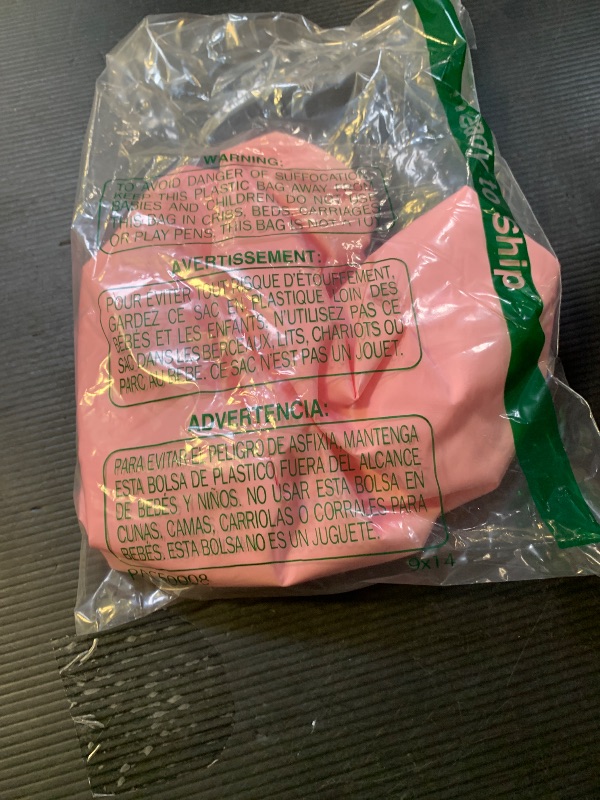 WARNING:
TO AVOID DANGER OF SUFFOCATION
KEEP THIS PLASTIC BAG AWAY FROM
BABIES AND CHILDREN. DO NOT USE
THIS BAG IN CRIBS, BEDS, CARRIAGES
OR PLAY PENS. THIS BAG IS NOT A TOY
AVERTISSEMENT:
POUR EVITER TOUT RISQUE D'ÉTOUFFEMENT,
GARDEZ CE SAC EN PLASTIQUE LOIN DES
BÉBÉS ET LES ENFANTS. N'UTILISEZ PAS CE
SAC DANS LES BERCEAUX, LITS, CHARIOTS OU
PARC AU BÉBÉ. CE SAC N'EST PAS UN JOUET.
ADVERTENCIA:
PARA EVITAR EL PELIGRO DE ASFIXIA, MANTENGA
ESTA BOLSA DE PLASTICO FUERA DEL ALCANCE
DE BEBÉS Y NIÑOS. NO USAR ESTA BOLSA EN
CUNAS, CAMAS, CARRIOLAS O CORRALES PARA
BEBES. ESTA BOLSA NO ES UN JUGUETE.
9x14
to Ship